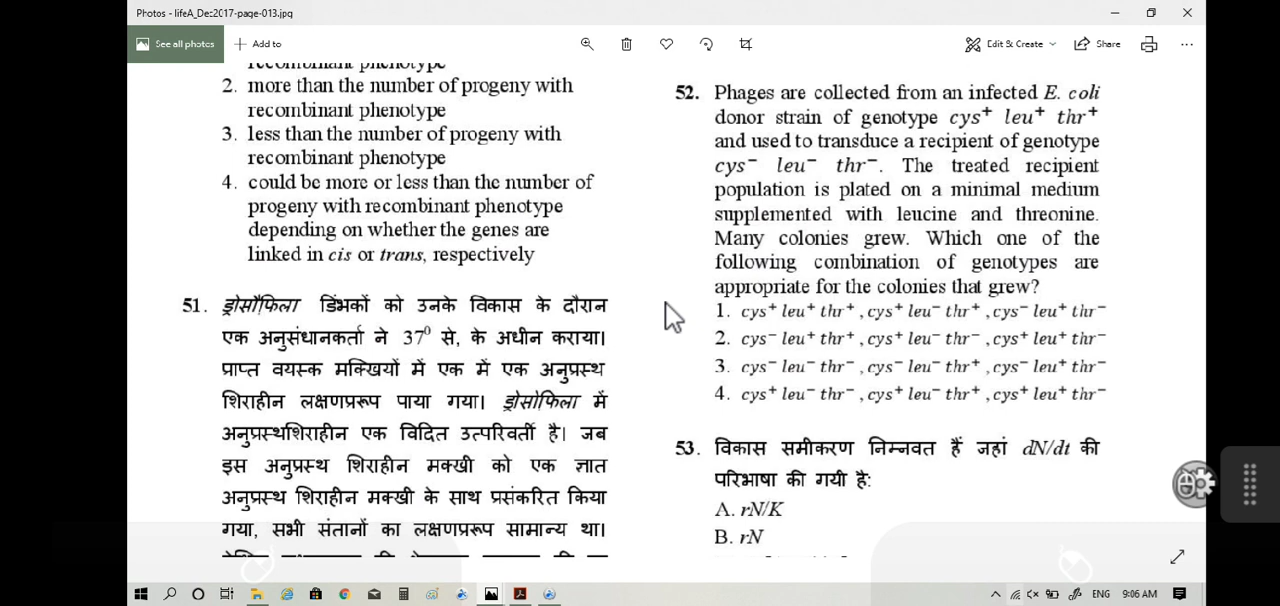 Photos - lifeA_Dec2017-page-013.jpg
See all photos
Add to
Edit & Create
Share
recombinant phenotype
2. more than the number of progeny with
recombinant phenotype
3. less than the number of progeny with
recombinant phenotype
4. could be more or less than the number of
progeny with recombinant phenotype
depending on whether the genes are
linked in cis or trans, respectively
51. ड्रोसौफिला डिंभकों को उनके विकास के दौरान
एक अनुसंधानकर्ता ने 37⁰ से, के अधीन कराया।
प्राप्त वयस्क मक्खियों में एक में एक अनुप्रस्थ
शिराहीन लक्षणप्ररूप पाया गया। ड्रोसोफिला में
अनुप्रस्थशिराहीन एक विदित उत्परिवर्ती है। जब
इस अनुप्रस्थ शिराहीन मक्खी को एक ज्ञात
अनुप्रस्थ शिराहीन मक्खी के साथ प्रसंकरित किया
गया, सभी संतानों का लक्षणप्ररूप सामान्य था।
52. Phages are collected from an infected E. coli
donor strain of genotype cys⁺ leu⁺ thr⁺
and used to transduce a recipient of genotype
cys⁻ leu⁻ thr⁻. The treated recipient
population is plated on a minimal medium
supplemented with leucine and threonine.
Many colonies grew. Which one of the
following combination of genotypes are
appropriate for the colonies that grew?
1. cys⁺ leu⁺ thr⁺, cys⁺ leu⁻ thr⁺, cys⁻ leu⁺ thr⁻
2. cys⁻ leu⁺ thr⁺, cys⁺ leu⁻ thr⁻, cys⁺ leu⁺ thr⁻
3. cys⁻ leu⁻ thr⁻, cys⁺ leu⁻ thr⁺, cys⁻ leu⁺ thr⁻
4. cys⁺ leu⁻ thr⁻, cys⁺ leu⁻ thr⁺, cys⁺ leu⁺ thr⁻
53. विकास समीकरण निम्नवत हैं जहां dN/dt की
परिभाषा की गयी है:
A. rN/K
B. rN
ENG
9:06 AM